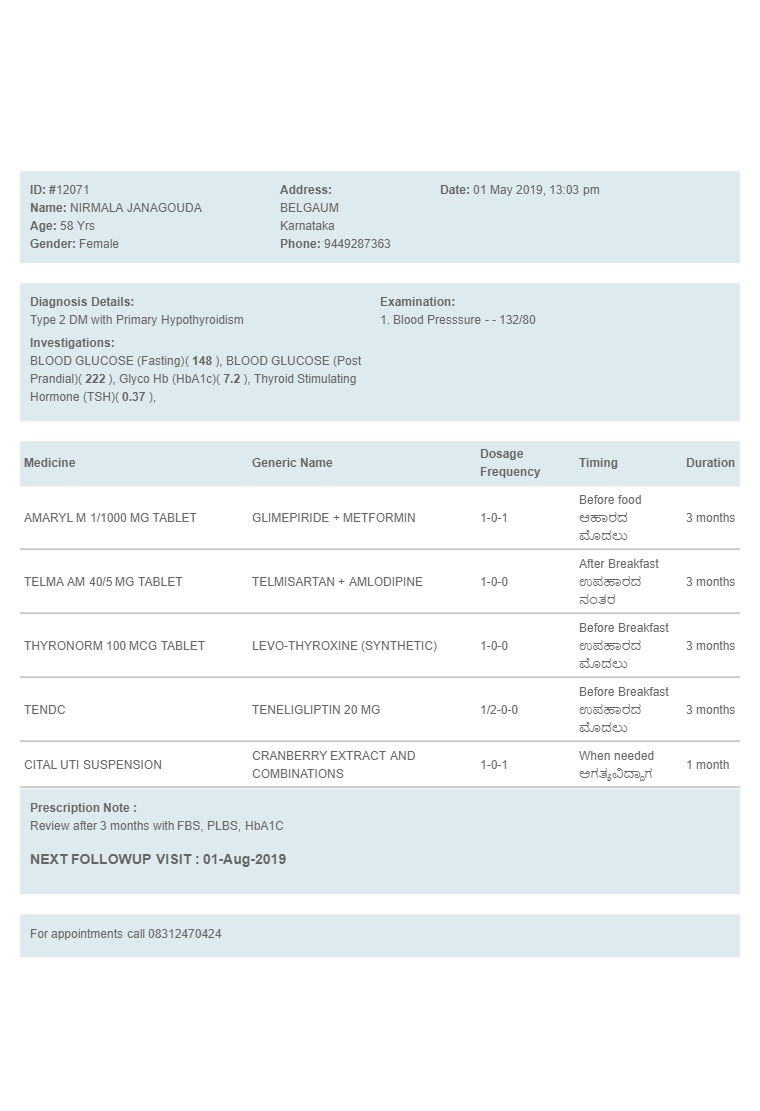 ID: #12071
Name: NIRMALA JANAGOUDA
Age: 58 Yrs
Gender: Female
Address:
BELGAUM
Karnataka
Phone: 9449287363
Date: 01 May 2019, 13:03 pm
Diagnosis Details:
Type 2 DM with Primary Hypothyroidism
Investigations:
BLOOD GLUCOSE (Fasting)( 148 ), BLOOD GLUCOSE (Post
Prandial)( 222 ), Glyco Hb (HbA1c)( 7.2 ), Thyroid Stimulating
Hormone (TSH)( 0.37 ),
Examination:
1. Blood Presssure - - 132/80
Medicine Generic Name Dosage Frequency Timing Duration
AMARYL M 1/1000 MG TABLET GLIMEPIRIDE + METFORMIN 1-0-1 Before food ಆಹಾರದ ಮೊದಲು 3 months
TELMA AM 40/5 MG TABLET TELMISARTAN + AMLODIPINE 1-0-0 After Breakfast ಉಪಹಾರದ ನಂತರ 3 months
THYRONORM 100 MCG TABLET LEVO-THYROXINE (SYNTHETIC) 1-0-0 Before Breakfast ಉಪಹಾರದ ಮೊದಲು 3 months
TENDC TENELIGLIPTIN 20 MG 1/2-0-0 Before Breakfast ಉಪಹಾರದ ಮೊದಲು 3 months
CITAL UTI SUSPENSION CRANBERRY EXTRACT AND COMBINATIONS 1-0-1 When needed ಅಗತ್ಯವಿದ್ದಾಗ 1 month
Prescription Note :
Review after 3 months with FBS, PLBS, HbA1C
NEXT FOLLOWUP VISIT : 01-Aug-2019
For appointments call 08312470424